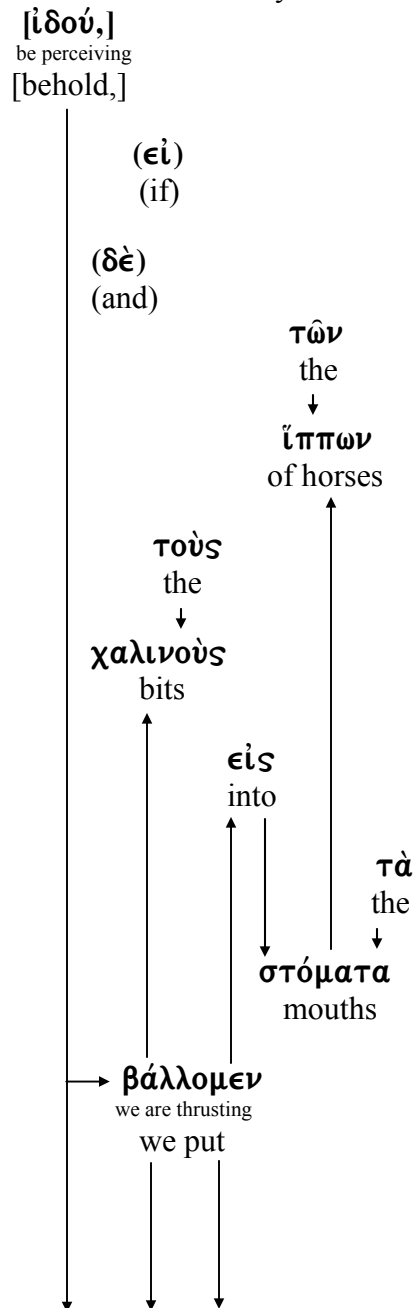 [ἰδού,]
be perceiving
[behold,]
(εἰ)
(if)
(δὲ)
(and)
τῶν
the
ἵππων
of horses
τοὺς
the
χαλινοὺς
bits
εἰς
into
τὰ
the
στόματα
mouths
βάλλομεν
we are thrusting
we put